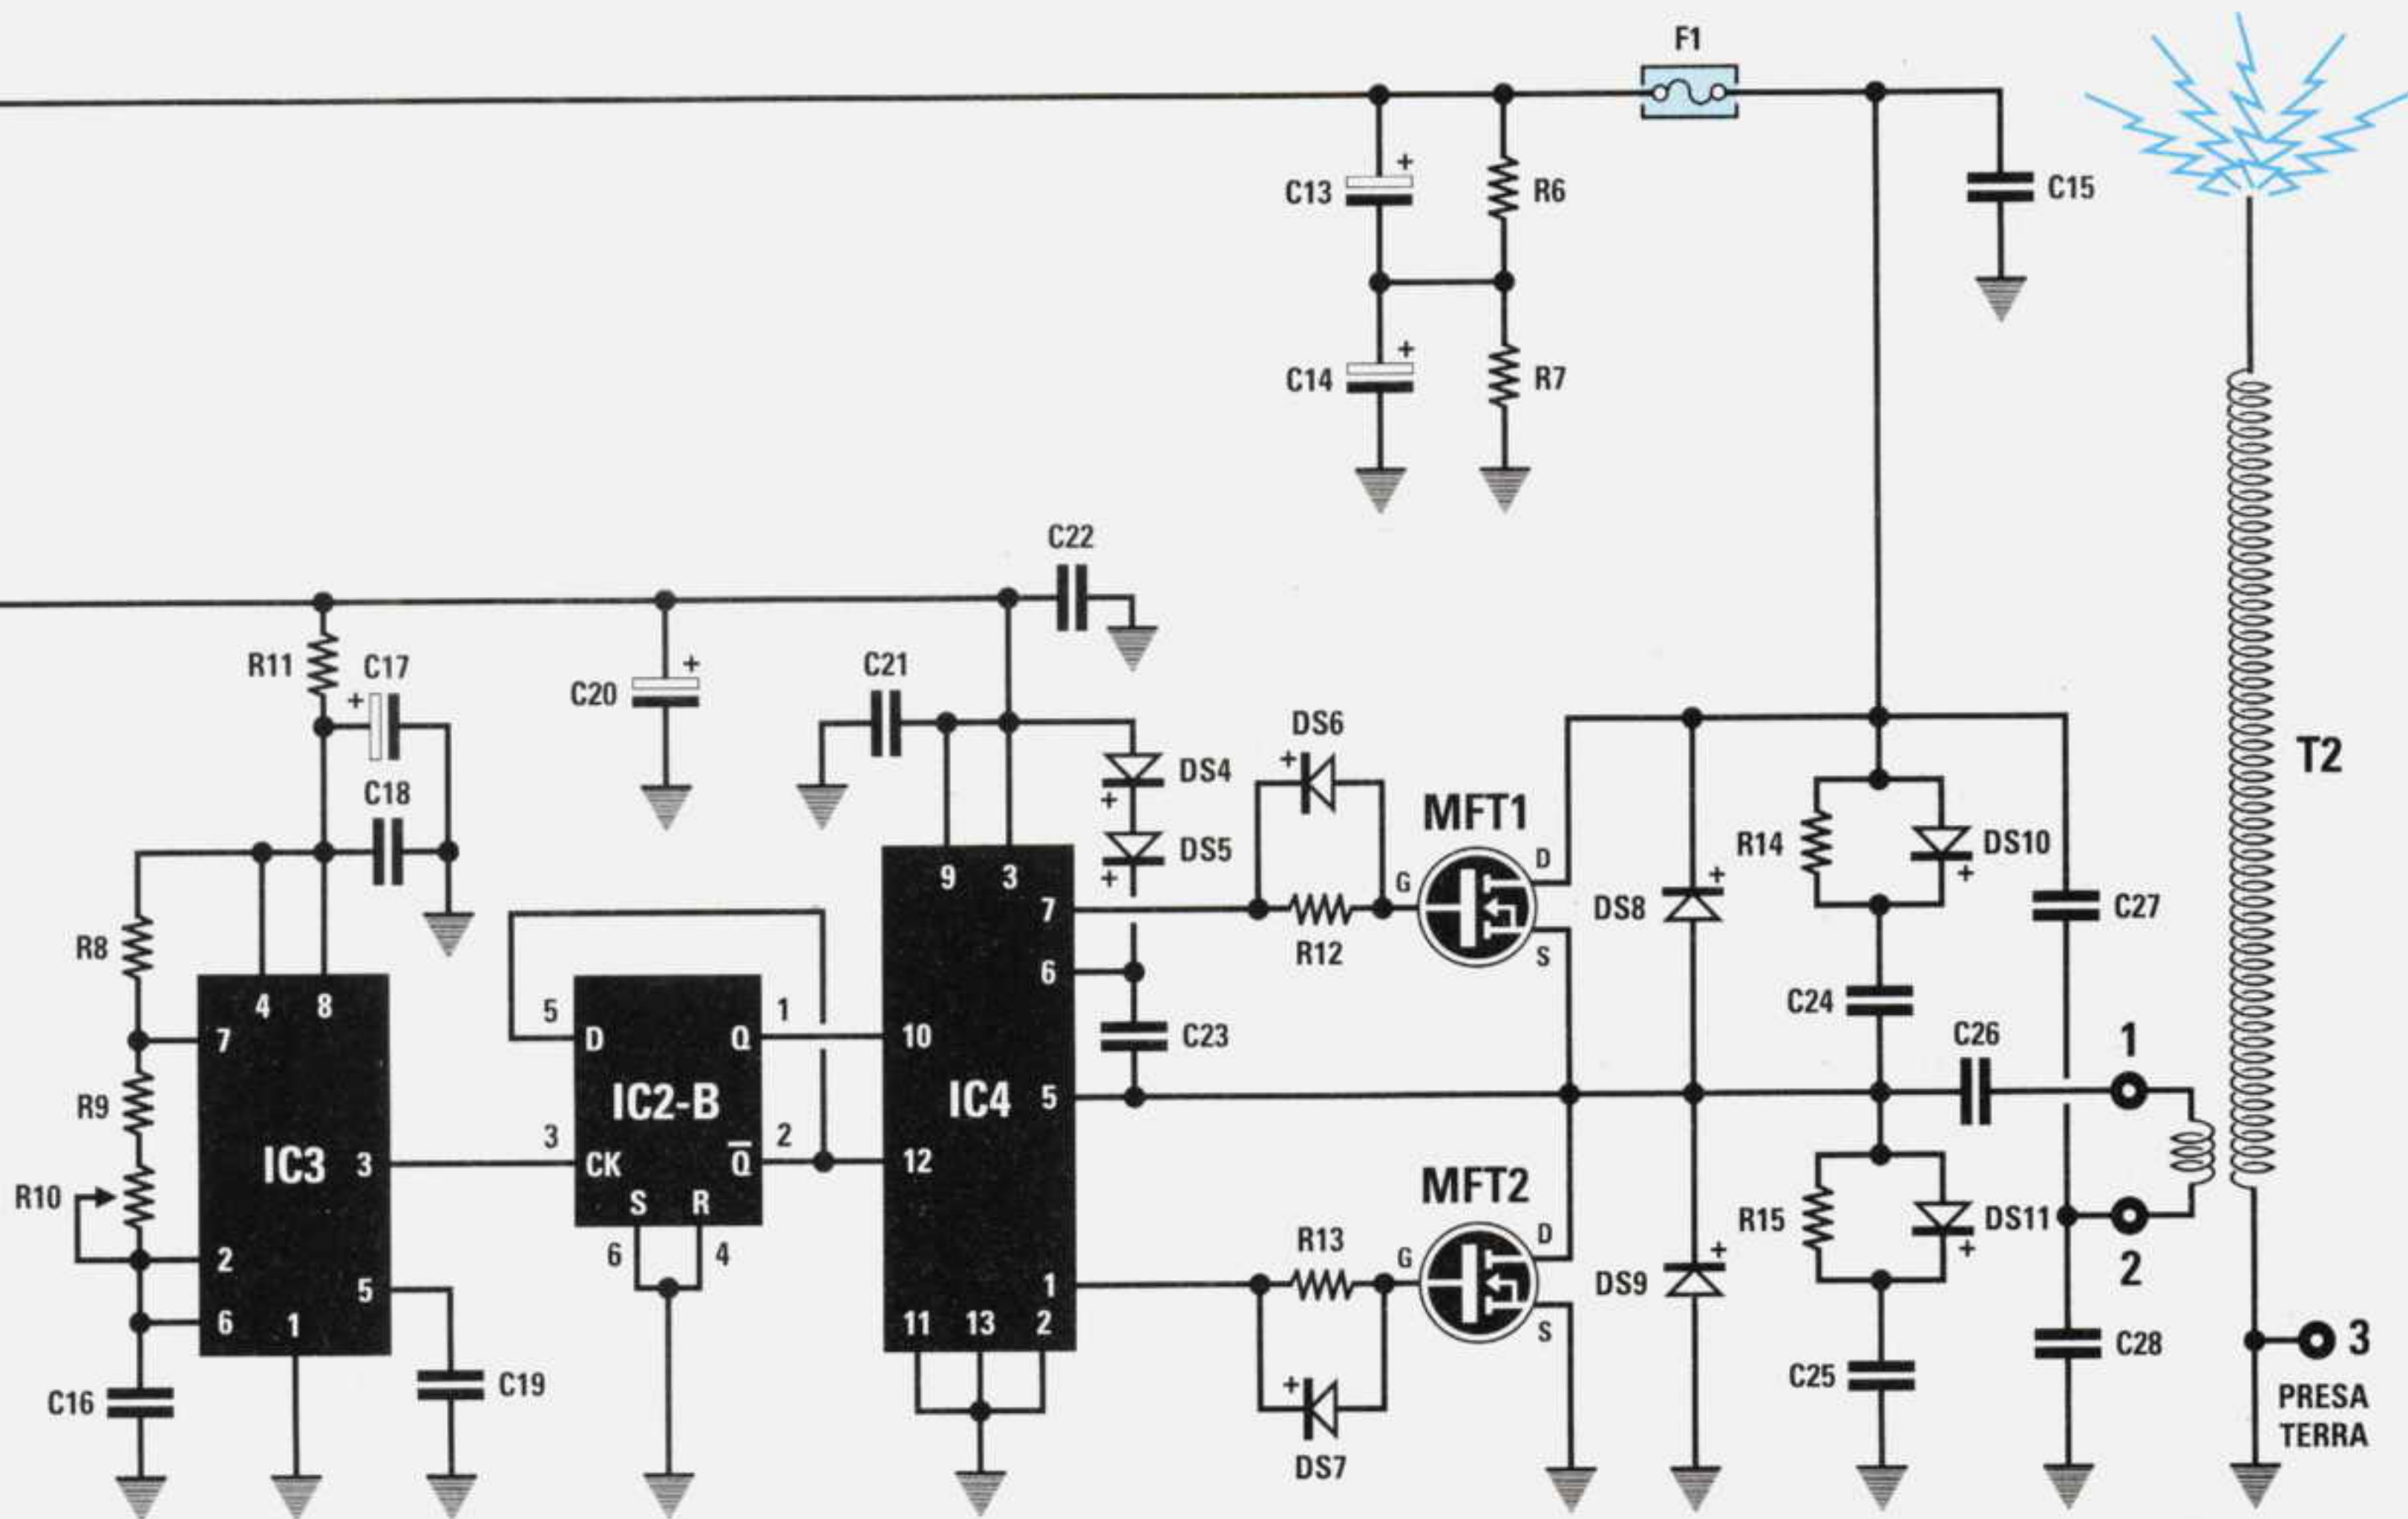 F1
C13
+
R6
C15
C14
+
R7
C22
R11
C17
+
C20
+
C21
C18
DS4
+
DS5
+
DS6
+
MFT1
D
G
S
R12
DS8
+
R14
DS10
+
C27
T2
R8
4
8
7
R9
R10
2
6
1
IC3
3
5
C16
C19
5
D
1
Q
IC2-B
3
CK
2
Q̅
S
R
6
4
9
3
7
6
10
IC4
5
12
1
11
13
2
C23
C24
C26
1
MFT2
D
G
S
R13
DS7
+
DS9
+
R15
DS11
+
2
C25
C28
3
PRESA
TERRA